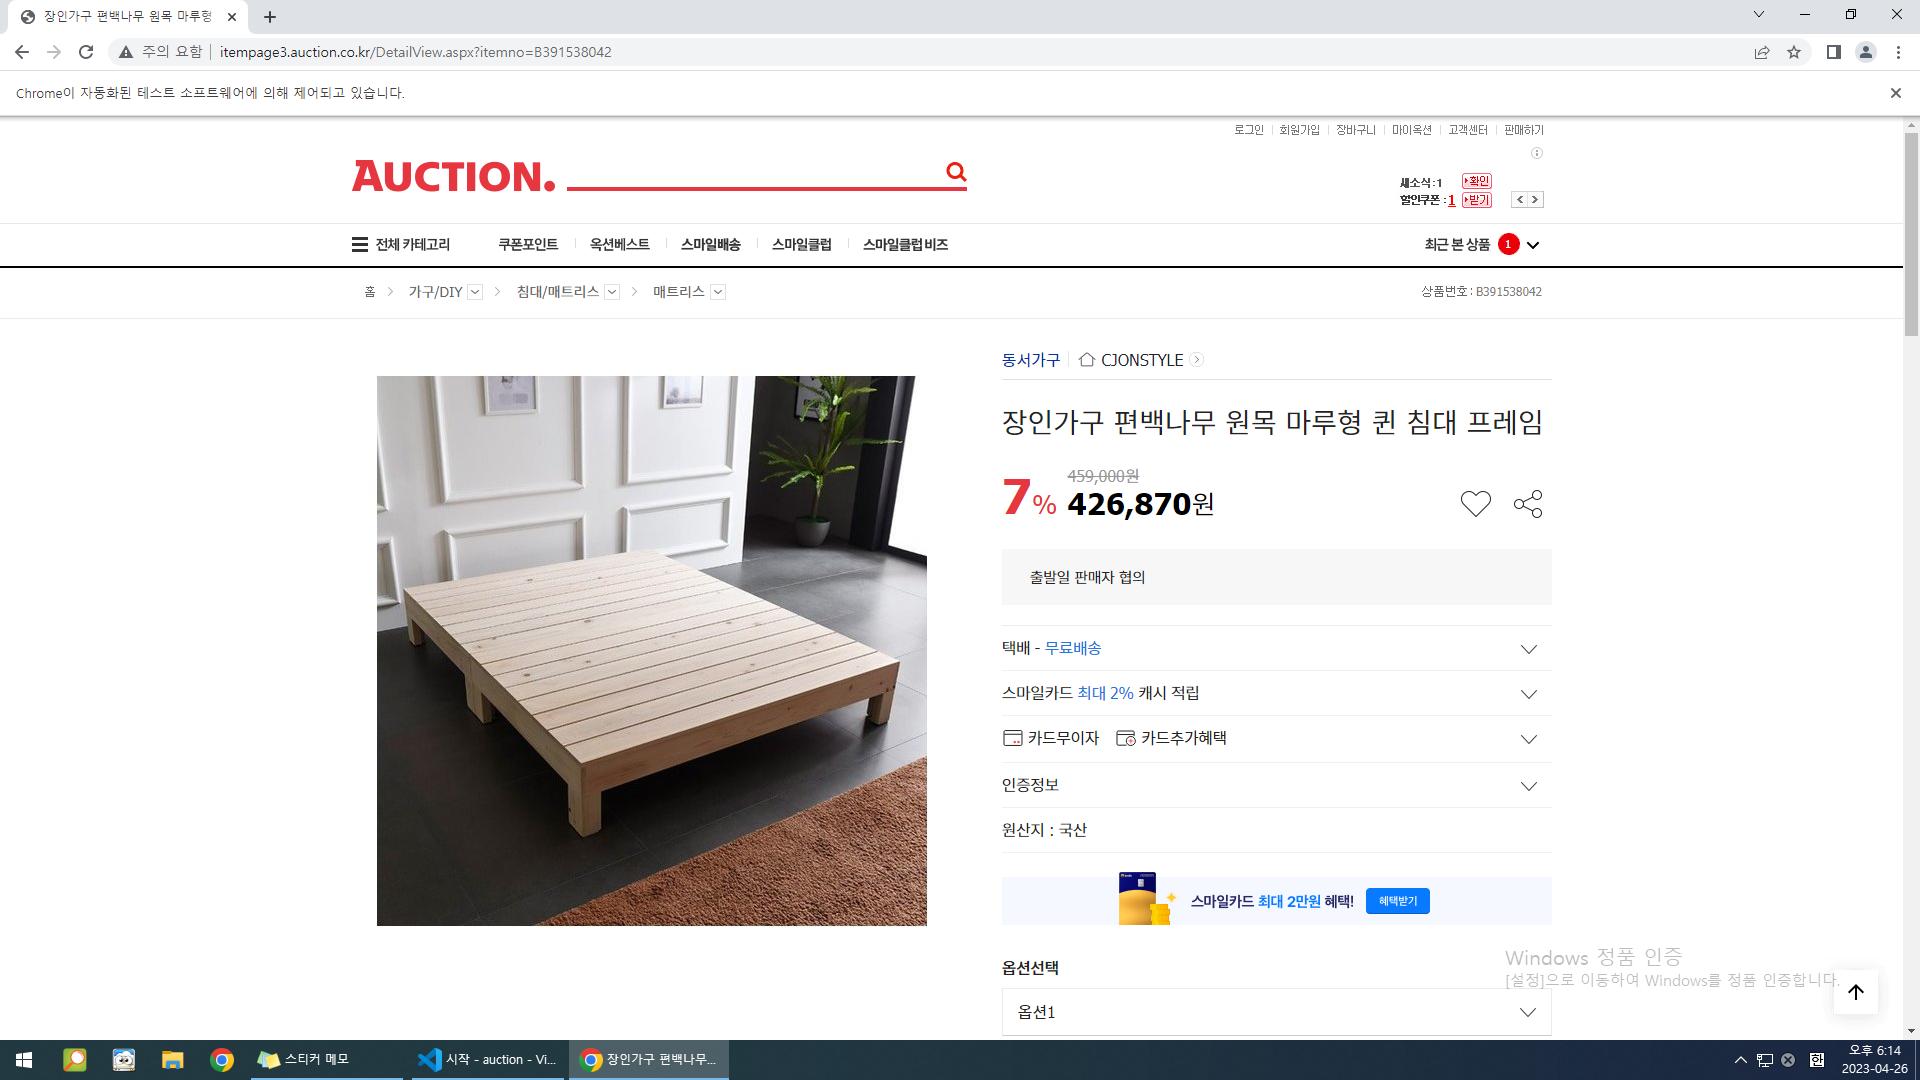 장인가구 편백나무 원목 마루형
주의 요함
itempage3.auction.co.kr/DetailView.aspx?itemno=B391538042
Chrome이 자동화된 테스트 소프트웨어에 의해 제어되고 있습니다.
로그인 회원가입 장바구니 마이옥션 고객센터 판매하기
AUCTION.
새소식 : 1 확인
할인쿠폰 : 1 받기
전체 카테고리 쿠폰포인트 옥션베스트 스마일배송 스마일클럽 스마일클럽 비즈 최근 본 상품 1
홈 > 가구/DIY > 침대/매트리스 > 매트리스 상품번호 : B391538042
동서가구 CJONSTYLE
장인가구 편백나무 원목 마루형 퀸 침대 프레임
459,000원
7% 426,870원
출발일 판매자 협의
택배 - 무료배송
스마일카드 최대 2% 캐시 적립
카드무이자 카드추가혜택
인증정보
원산지 : 국산
스마일카드 최대 2만원 혜택! 혜택받기
옵션선택
옵션1
Windows 정품 인증
[설정]으로 이동하여 Windows를 정품 인증합니다.
스티커 메모
시작 - auction - Vi...
장인가구 편백나무...
한
오후 6:14
2023-04-26